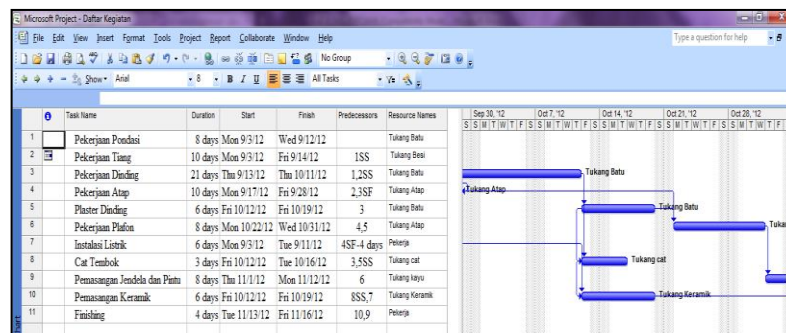 Microsoft Project - Daftar Kegiatan
File Edit View Insert Format Tools Project Report Collaborate Window Help
Type a question for help
No Group
Show Arial 8 B I U All Tasks
Task Name Duration Start Finish Predecessors Resource Names Sep 30, '12 Oct 7, '12 Oct 14, '12 Oct 21, '12 Oct 28, '12
S S M T W T F S S M T W T F S S M T W T F S S M T W T F S S M T W T F S
1 Pekerjaan Pondasi 8 days Mon 9/3/12 Wed 9/12/12 Tukang Batu
2 Pekerjaan Tiang 10 days Mon 9/3/12 Fri 9/14/12 1SS Tukang Besi
3 Pekerjaan Dinding 21 days Thu 9/13/12 Thu 10/11/12 1,2SS Tukang Batu Tukang Batu
4 Pekerjaan Atap 10 days Mon 9/17/12 Fri 9/28/12 2,3SF Tukang Atap Tukang Atap
5 Plaster Dinding 6 days Fri 10/12/12 Fri 10/19/12 3 Tukang Batu Tukang Batu
6 Pekerjaan Plafon 8 days Mon 10/22/12 Wed 10/31/12 4,5 Tukang Atap
7 Instalasi Listrik 6 days Mon 9/3/12 Tue 9/11/12 4SF-4 days Pekerja
8 Cat Tembok 3 days Fri 10/12/12 Tue 10/16/12 3,5SS Tukang cat Tukang cat
9 Pemasangan Jendela dan Pintu 8 days Thu 11/1/12 Mon 11/12/12 6 Tukang kayu
10 Pemasangan Keramik 6 days Fri 10/12/12 Fri 10/19/12 8SS,7 Tukang Keramik Tukang Keramik
11 Finishing 4 days Tue 11/13/12 Fri 11/16/12 10,9 Pekerja